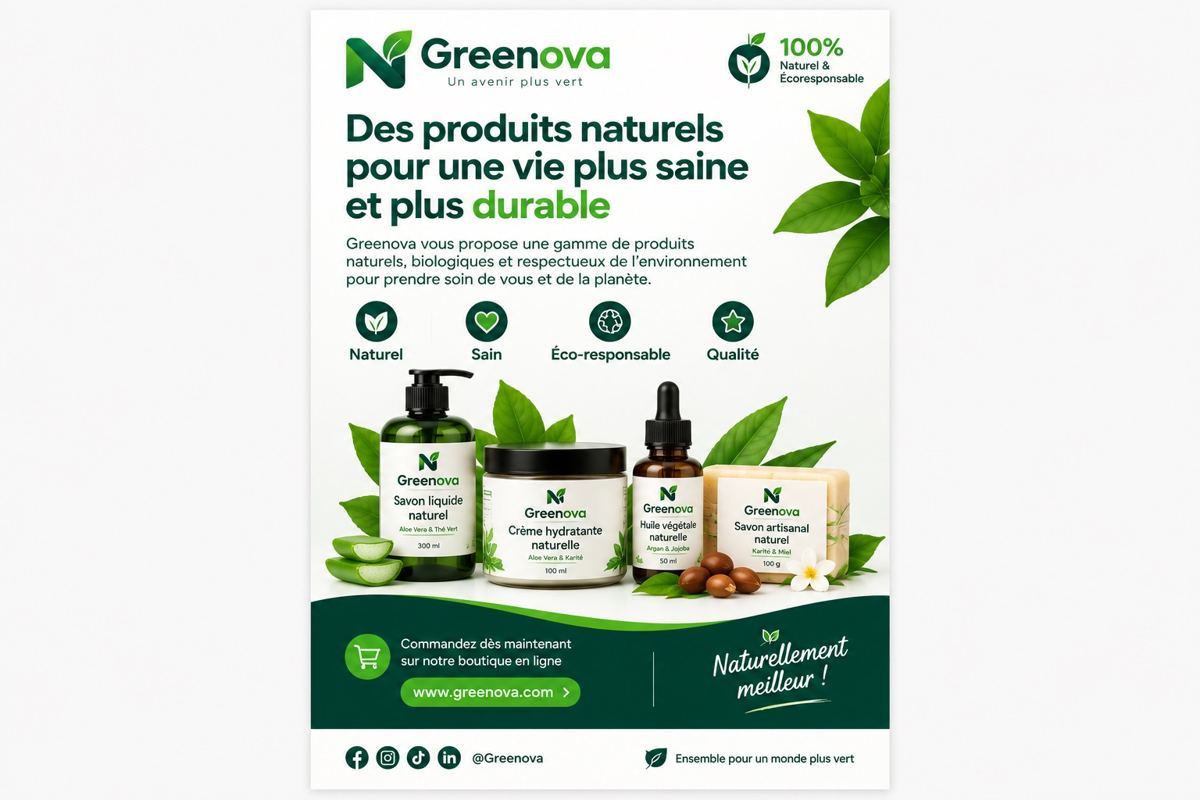 Greenova
Un avenir plus vert
100%
Naturel &
Écoresponsable
Des produits naturels
pour une vie plus saine
et plus durable
Greenova vous propose une gamme de produits
naturels, biologiques et respectueux de l'environnement
pour prendre soin de vous et de la planète.
Naturel
Sain
Éco-responsable
Qualité
Greenova
Savon liquide
naturel
Aloe Vera & Thé Vert
300 ml
Greenova
Crème hydratante
naturelle
Aloe Vera & Karité
100 ml
Greenova
Huile végétale
naturelle
Argan & Jojoba
50 ml
Greenova
Savon artisanal
naturel
Karité & Miel
100 g
Commandez dès maintenant
sur notre boutique en ligne
www.greenova.com
Naturellement
meilleur !
@Greenova
Ensemble pour un monde plus vert